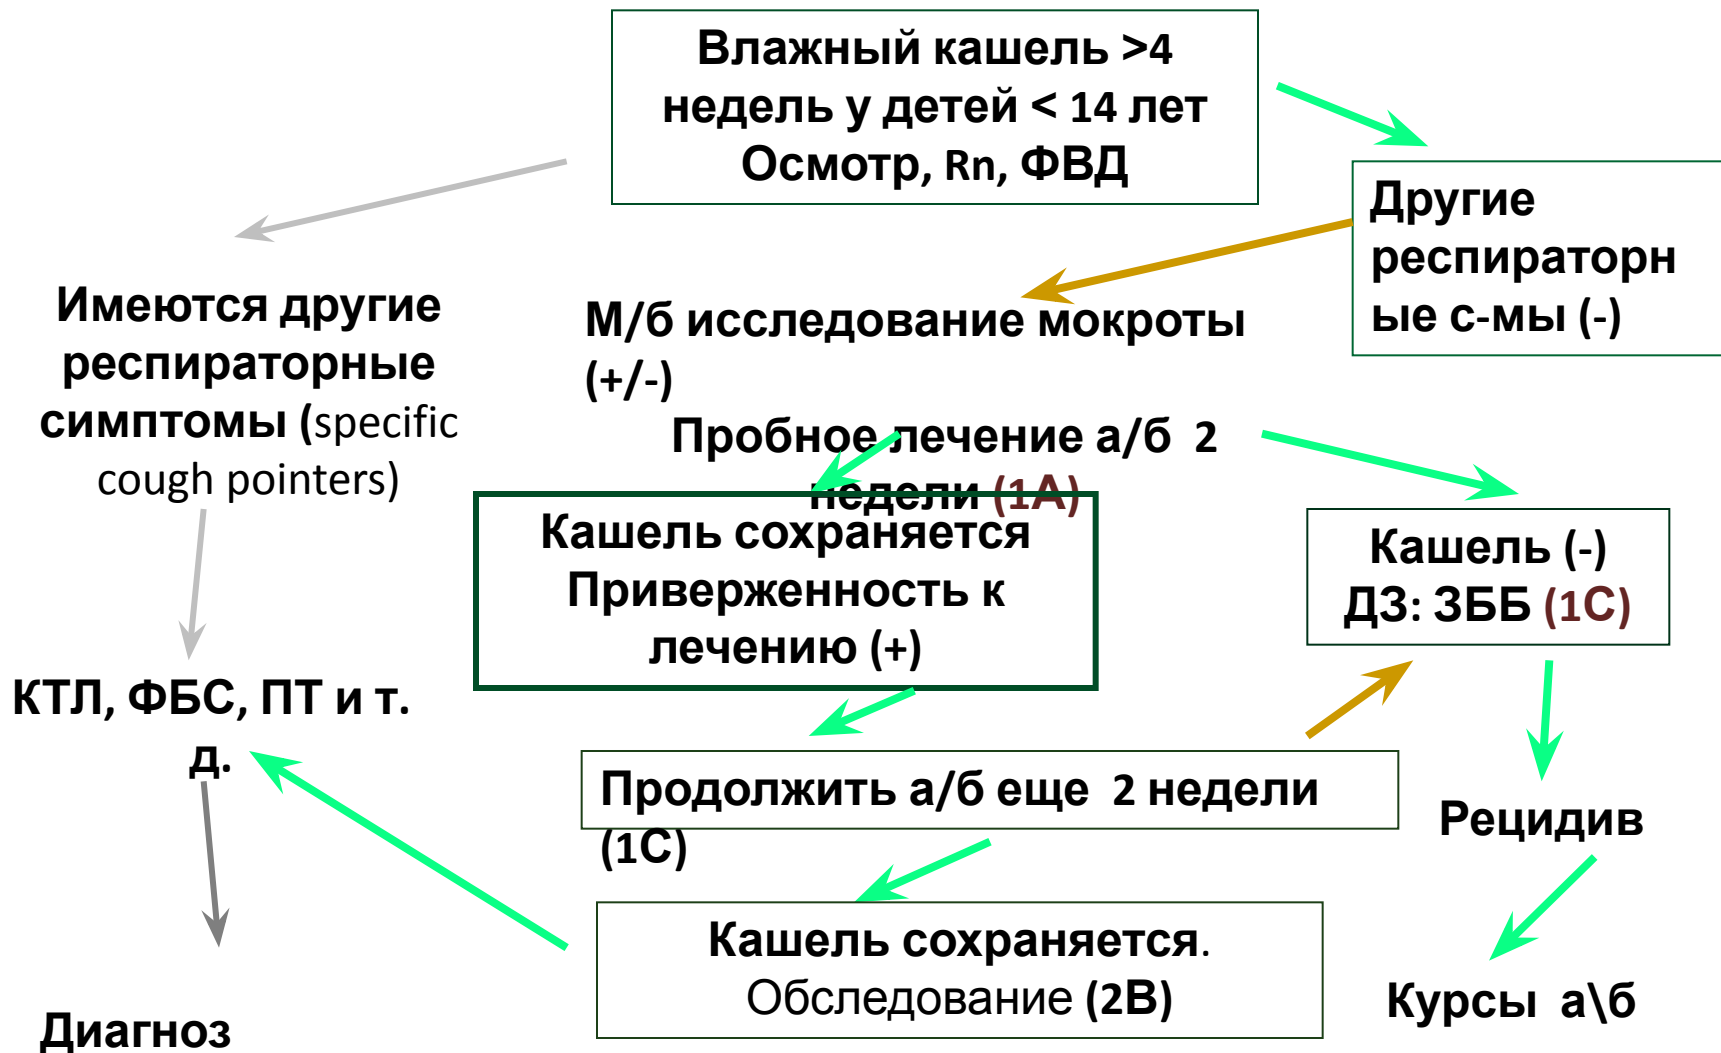 Влажный кашель >4
недель у детей < 14 лет
Осмотр, Rn, ФВД
Другие
респираторн
ые с-мы (-)
Имеются другие
респираторные
симптомы (specific
cough pointers)
М/б исследование мокроты
(+/-)
Пробное лечение а/б 2
недели (1А)
Кашель сохраняется
Приверженность к
лечению (+)
Кашель (-)
ДЗ: ЗББ (1С)
КТЛ, ФБС, ПТ и т.
д.
Продолжить а/б еще 2 недели
(1С)
Рецидив
Кашель сохраняется.
Обследование (2В)
Курсы а\б
Диагноз